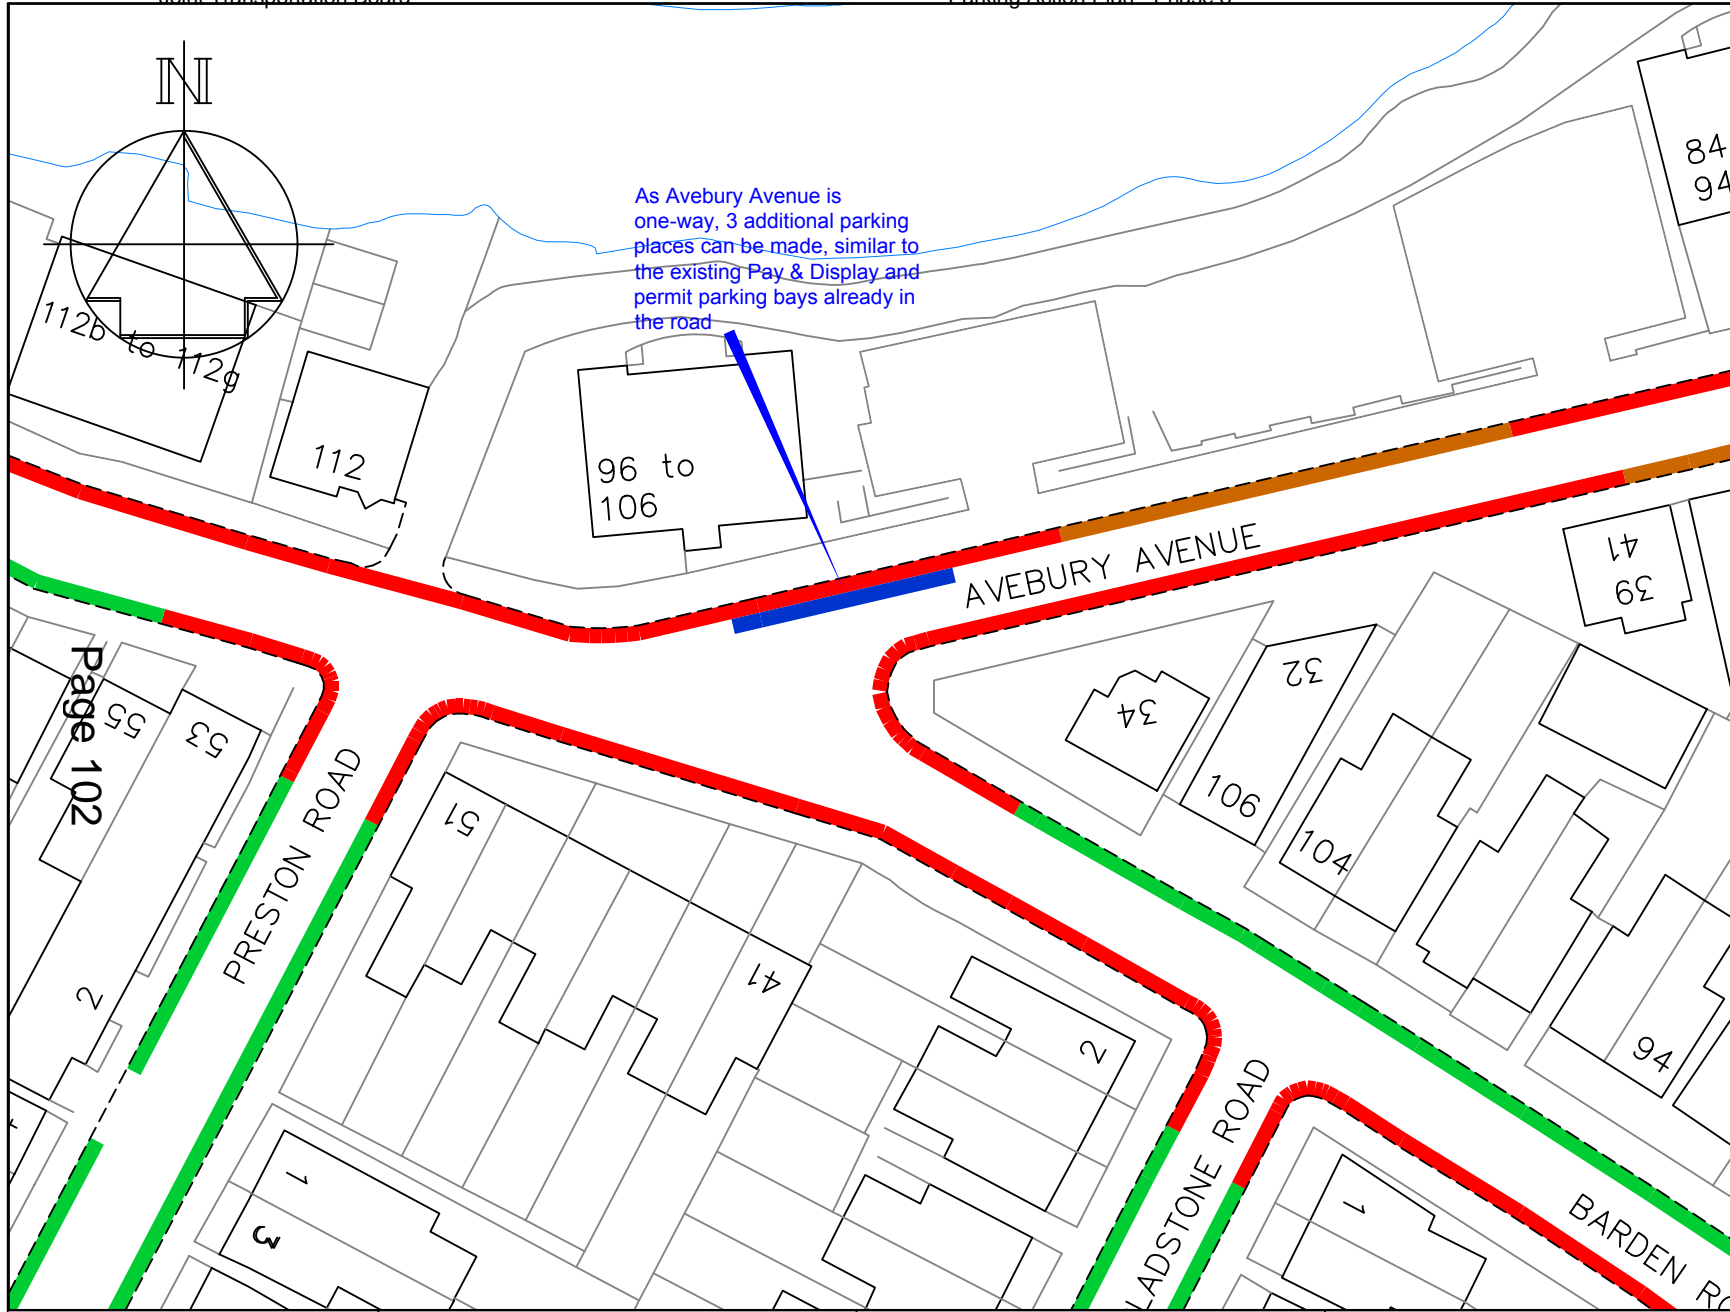 N
84
94
As Avebury Avenue is
one-way, 3 additional parking
places can be made, similar to
the existing Pay & Display and
permit parking bays already in
the road
112b to 112g
112
96 to
106
AVEBURY AVENUE
41
39
32
34
106
104
94
Page 102
55
53
51
41
PRESTON ROAD
2
2
1
3
1
LADSTONE ROAD
BARDEN RO